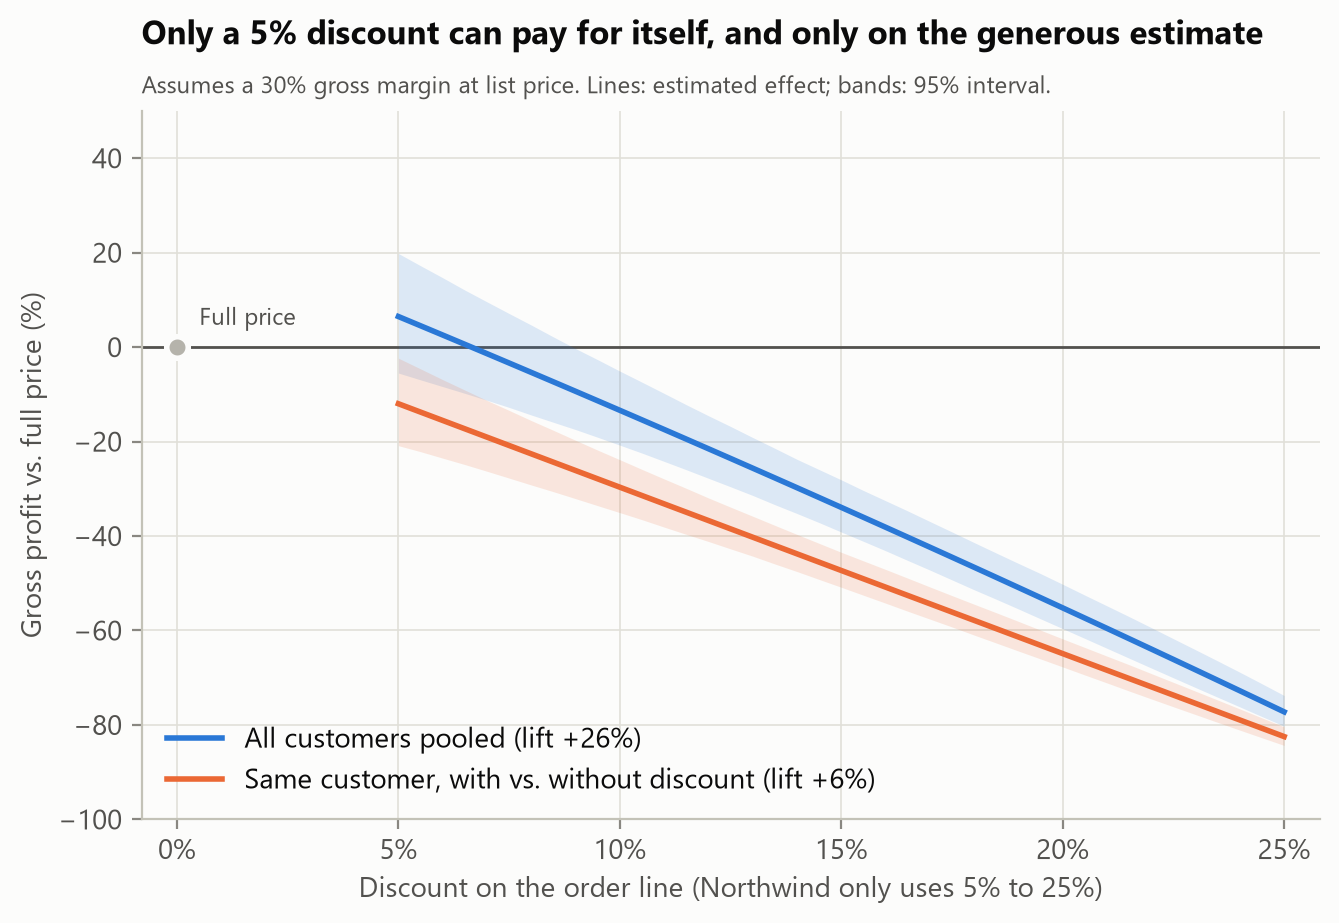 Only a 5% discount can pay for itself, and only on the generous estimate
Assumes a 30% gross margin at list price. Lines: estimated effect; bands: 95% interval.
Gross profit vs. full price (%)
40
20
0
−20
−40
−60
−80
−100
Full price
All customers pooled (lift +26%)
Same customer, with vs. without discount (lift +6%)
0%
5%
10%
15%
20%
25%
Discount on the order line (Northwind only uses 5% to 25%)